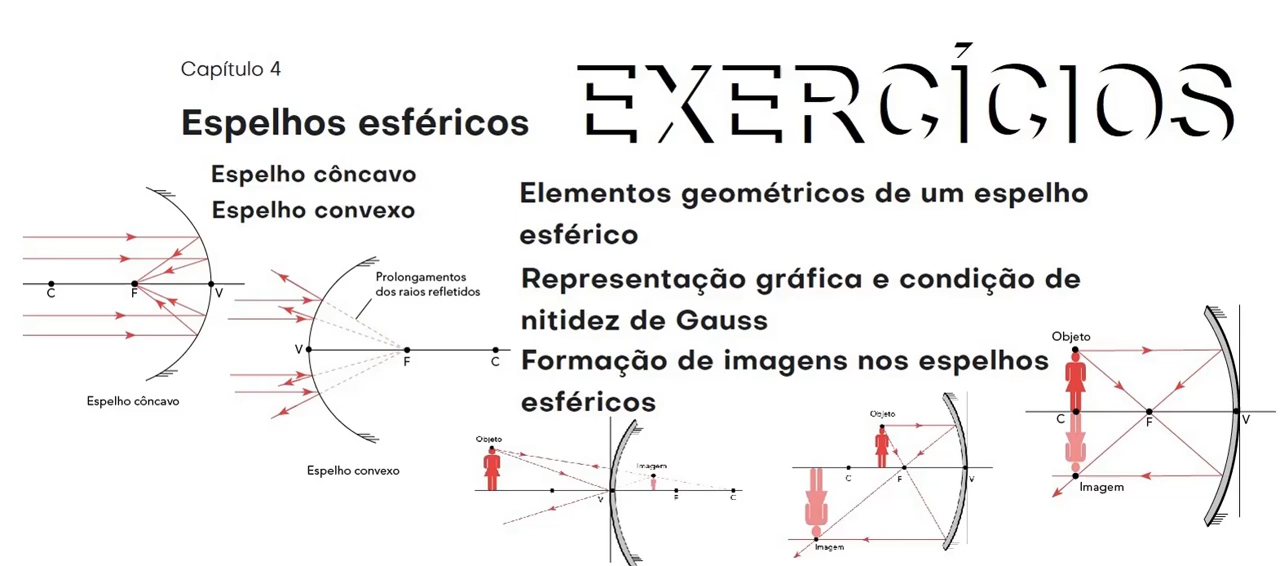 Capítulo 4
EXERCÍCIOS
Espelhos esféricos
Espelho côncavo
Espelho convexo
Elementos geométricos de um espelho
esférico
Representação gráfica e condição de
nitidez de Gauss
Formação de imagens nos espelhos
esféricos
C
F
V
Espelho côncavo
Prolongamentos
dos raios refletidos
V
F
C
Espelho convexo
Objeto
Imagem
V
F
C
Objeto
C
F
V
Imagem
Objeto
C
F
V
Imagem